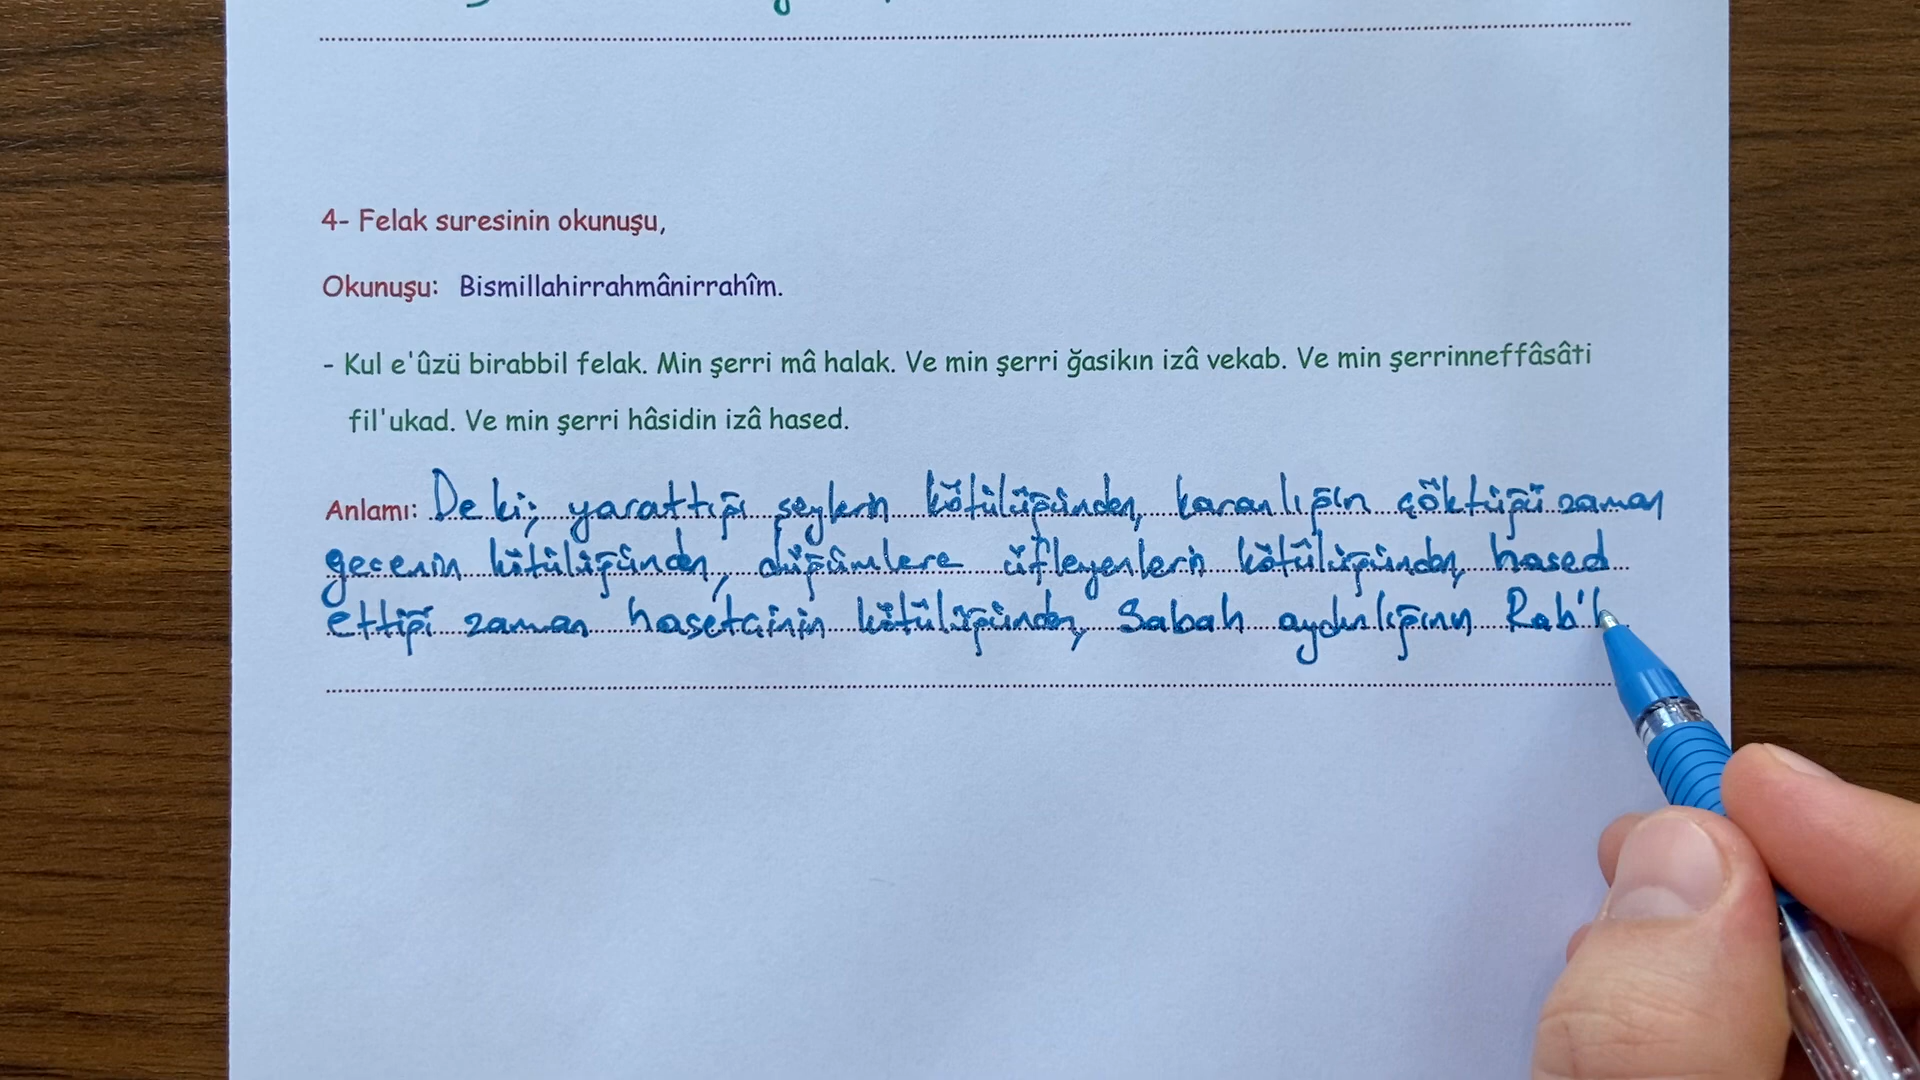 4- Felak suresinin okunuşu,
Okunuşu: Bismillahirrahmânirrahîm.
- Kul e'ûzü birabbil felak. Min şerri mâ halak. Ve min şerri ğasikın izâ vekab. Ve min şerrinneffâsâti
fil'ukad. Ve min şerri hâsidin izâ hased.
Anlamı: De ki; yarattığı şeylerin kötülüğünden, karanlığın çöktüğü zaman
gecenin kötülüğünden, düğümlere üfleyenlerin kötülüğünden, hased
ettiği zaman hasetcinin kötülüğünden, Sabah aydınlığının Rab'b